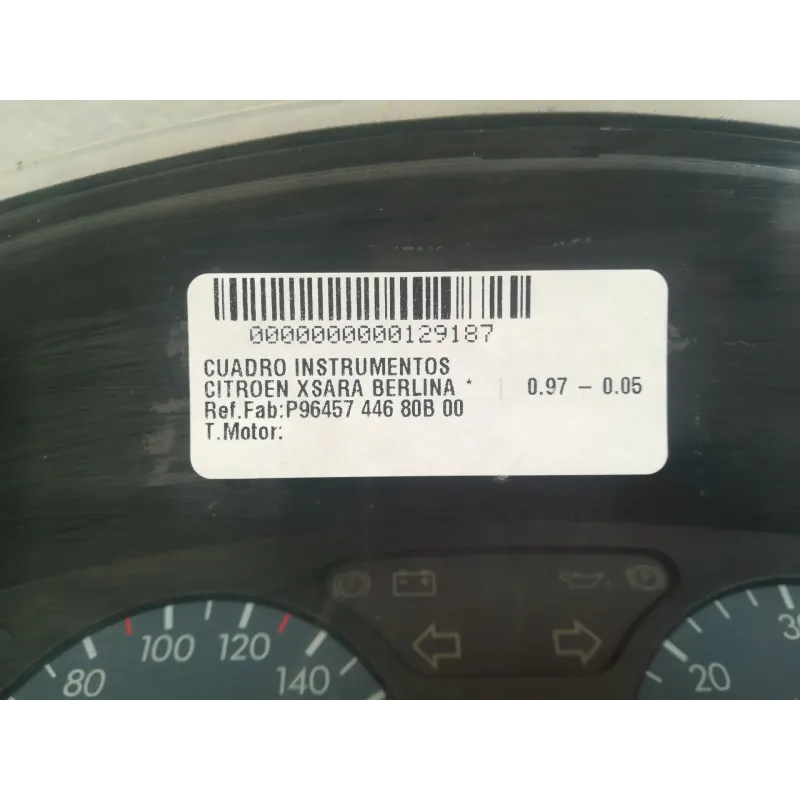 0000000000129187
CUADRO INSTRUMENTOS
CITROEN XSARA BERLINA * 0.97 - 0.05
Ref.Fab:P96457 446 80B 00
T.Motor:
80 100 120 140
20